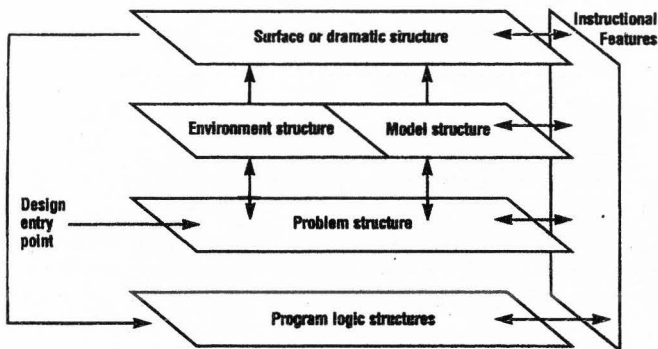 Surface or dramatic structure
Instructional
Features
Environment structure
Model structure
Design
entry
point
Problem structure
Program logic structures